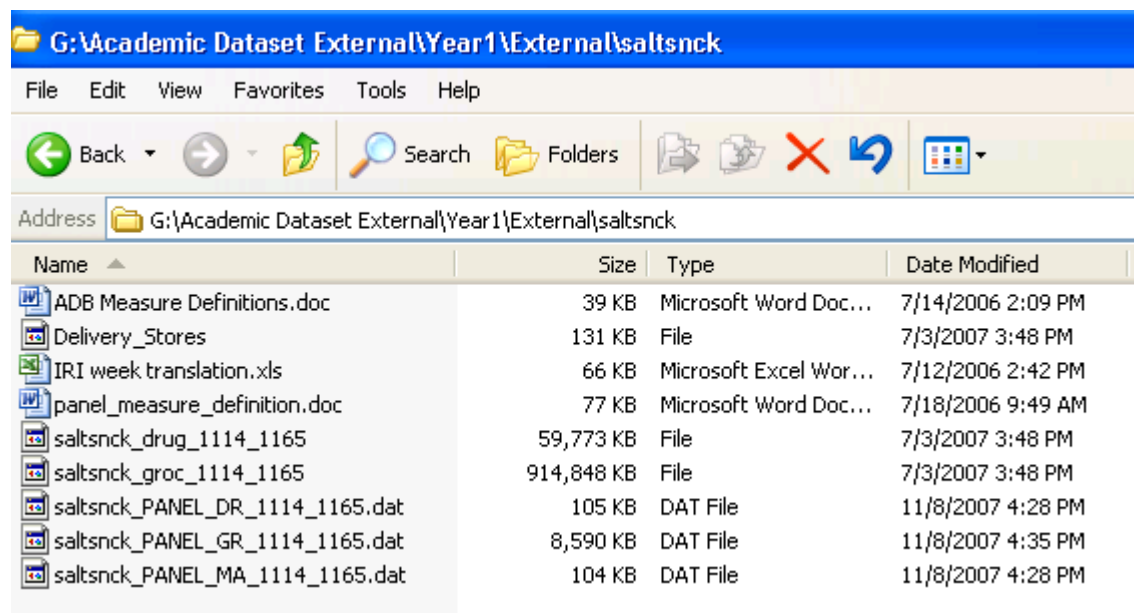 G:\Academic Dataset External\Year1\External\saltsnck
File Edit View Favorites Tools Help
Back Search Folders
Address G:\Academic Dataset External\Year1\External\saltsnck
Name Size Type Date Modified
ADB Measure Definitions.doc 39 KB Microsoft Word Doc... 7/14/2006 2:09 PM
Delivery_Stores 131 KB File 7/3/2007 3:48 PM
IRI week translation.xls 66 KB Microsoft Excel Wor... 7/12/2006 2:42 PM
panel_measure_definition.doc 77 KB Microsoft Word Doc... 7/18/2006 9:49 AM
saltsnck_drug_1114_1165 59,773 KB File 7/3/2007 3:48 PM
saltsnck_groc_1114_1165 914,848 KB File 7/3/2007 3:48 PM
saltsnck_PANEL_DR_1114_1165.dat 105 KB DAT File 11/8/2007 4:28 PM
saltsnck_PANEL_GR_1114_1165.dat 8,590 KB DAT File 11/8/2007 4:35 PM
saltsnck_PANEL_MA_1114_1165.dat 104 KB DAT File 11/8/2007 4:28 PM